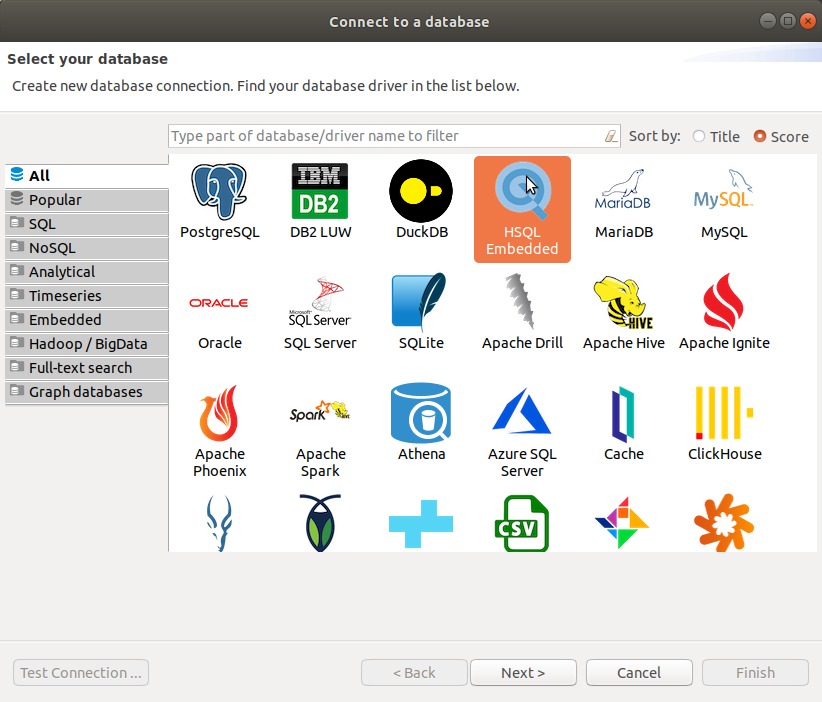 Connect to a database
Select your database
Create new database connection. Find your database driver in the list below.
Type part of database/driver name to filter
Sort by:
Title
Score
All
Popular
SQL
NoSQL
Analytical
Timeseries
Embedded
Hadoop / BigData
Full-text search
Graph databases
PostgreSQL
IBM
DB2
DB2 LUW
DuckDB
HSQL
Embedded
MariaDB
MariaDB
MySQL
MySQL
ORACLE
Oracle
Microsoft
SQL Server
SQL Server
SQLite
Apache Drill
HIVE
Apache Hive
Apache Ignite
Apache
Phoenix
Spark
HIVE
Apache
Spark
Athena
Azure SQL
Server
Cache
ClickHouse
CSV
Test Connection ...
< Back
Next >
Cancel
Finish